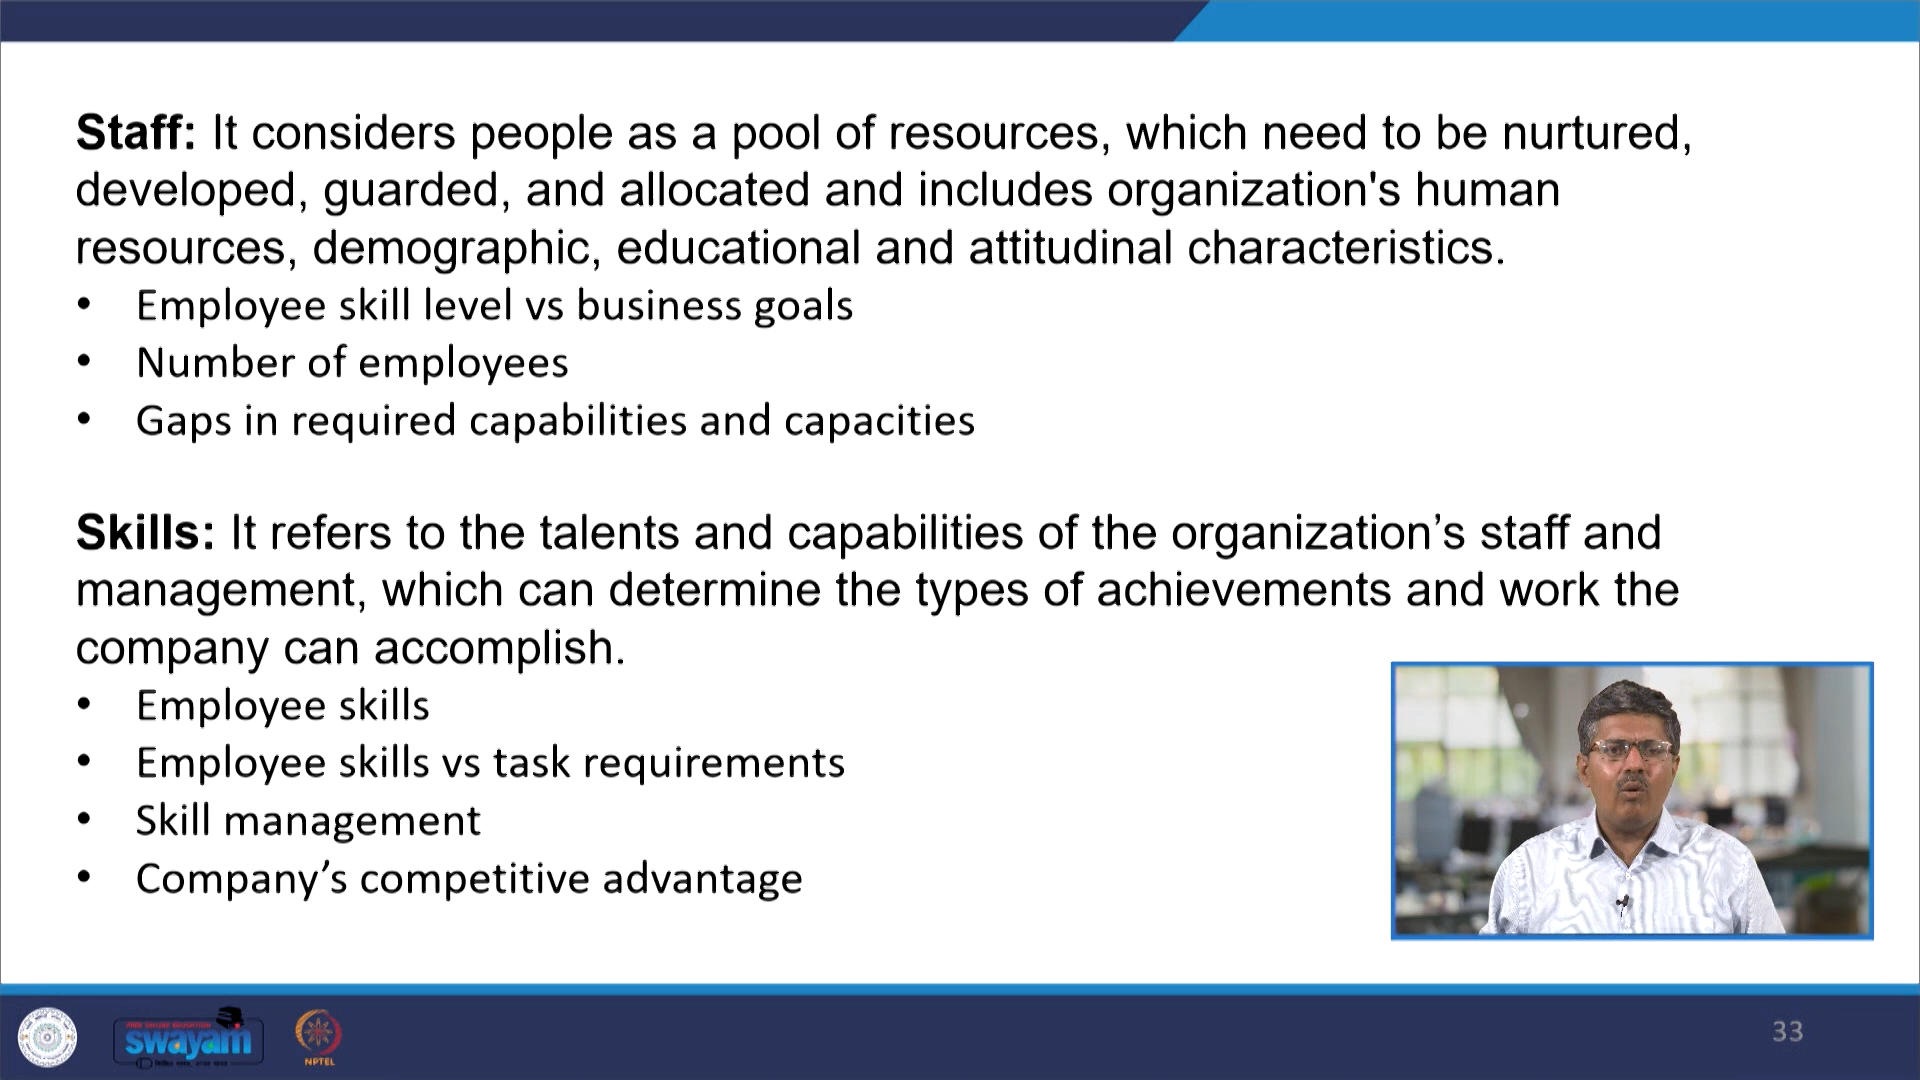 Staff: It considers people as a pool of resources, which need to be nurtured,
developed, guarded, and allocated and includes organization's human
resources, demographic, educational and attitudinal characteristics.
• Employee skill level vs business goals
• Number of employees
• Gaps in required capabilities and capacities
Skills: It refers to the talents and capabilities of the organization’s staff and
management, which can determine the types of achievements and work the
company can accomplish.
• Employee skills
• Employee skills vs task requirements
• Skill management
• Company’s competitive advantage
swayam
NPTEL
33